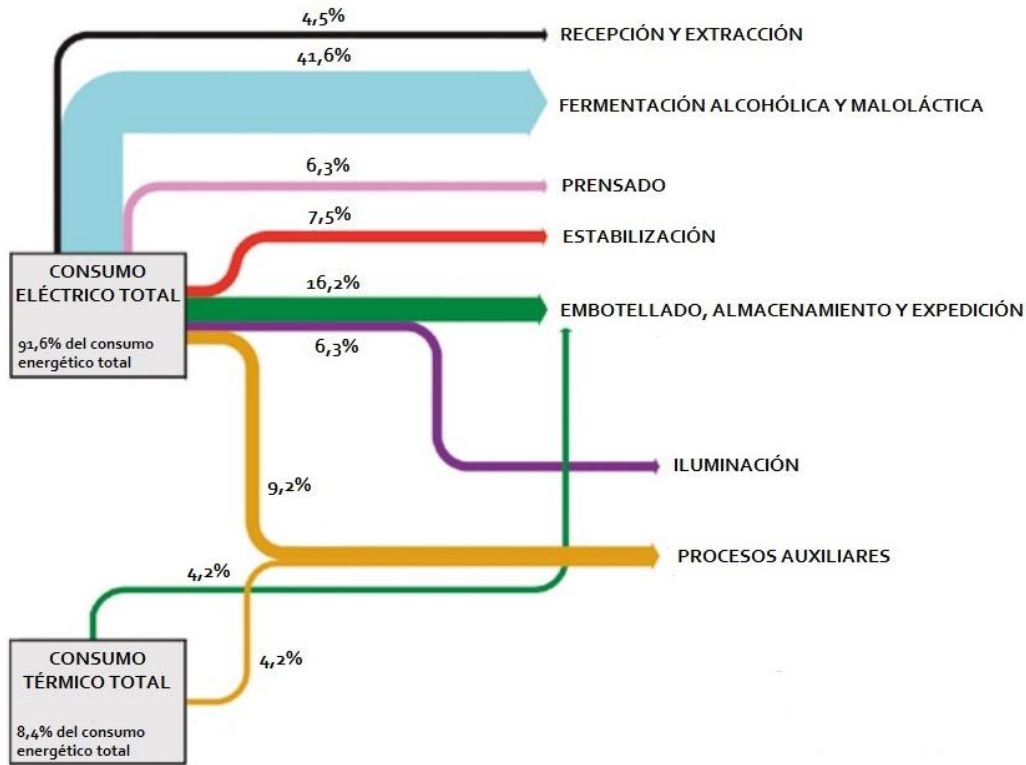 4,5%
RECEPCIÓN Y EXTRACCIÓN
41,6%
FERMENTACIÓN ALCOHÓLICA Y MALOLÁCTICA
6,3%
PRENSADO
7,5%
ESTABILIZACIÓN
CONSUMO
ELÉCTRICO TOTAL
91,6% del consumo
energético total
16,2%
EMBOTELLADO, ALMACENAMIENTO Y EXPEDICIÓN
6,3%
ILUMINACIÓN
9,2%
PROCESOS AUXILIARES
4,2%
CONSUMO
TÉRMICO TOTAL
8,4% del consumo
energético total
4,2%